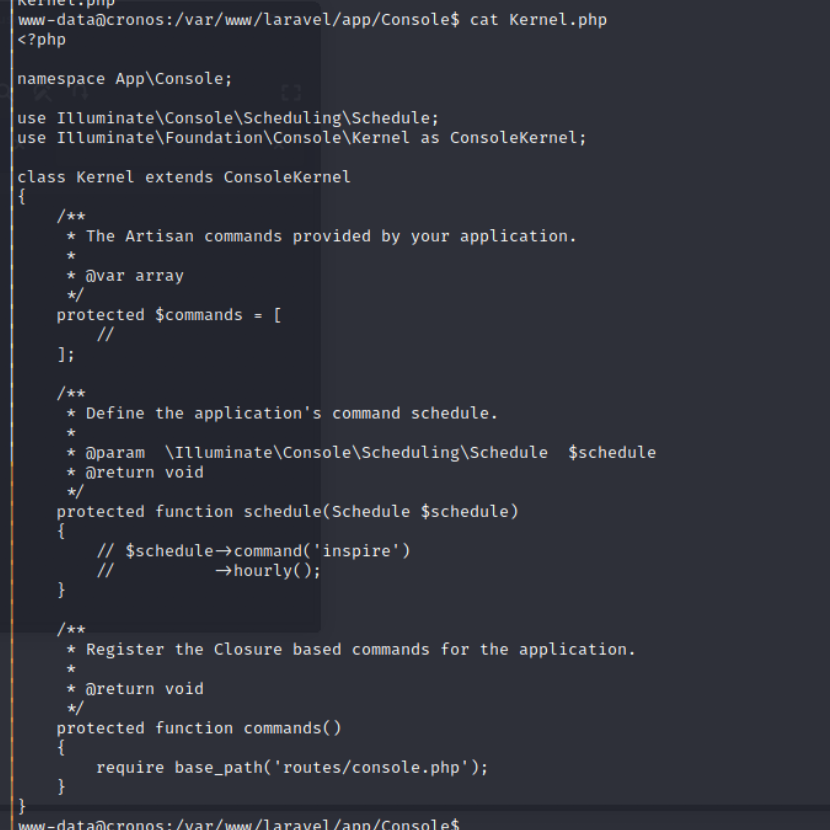 Kernel.php
www-data@cronos:/var/www/laravel/app/Console$ cat Kernel.php
<?php
namespace App\Console;
use Illuminate\Console\Scheduling\Schedule;
use Illuminate\Foundation\Console\Kernel as ConsoleKernel;
class Kernel extends ConsoleKernel
{
    /**
     * The Artisan commands provided by your application.
     *
     * @var array
     */
    protected $commands = [
        //
    ];
    /**
     * Define the application's command schedule.
     *
     * @param  \Illuminate\Console\Scheduling\Schedule  $schedule
     * @return void
     */
    protected function schedule(Schedule $schedule)
    {
        // $schedule->command('inspire')
        //          ->hourly();
    }
    /**
     * Register the Closure based commands for the application.
     *
     * @return void
     */
    protected function commands()
    {
        require base_path('routes/console.php');
    }
}
www-data@cronos:/var/www/laravel/app/Console$